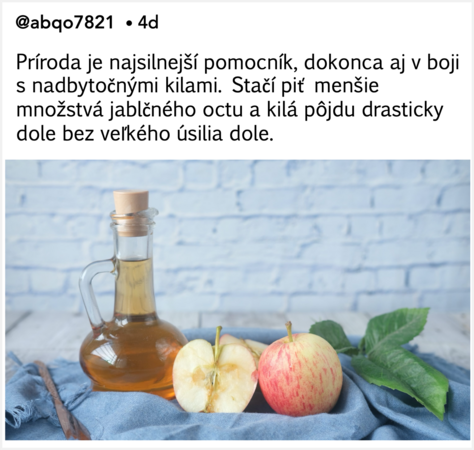 @abqo7821 • 4d
Príroda je najsilnejší pomocník, dokonca aj v boji
s nadbytočnými kilami. Stačí piť menšie
množstvá jablčného octu a kilá pôjdu drasticky
dole bez veľkého úsilia dole.